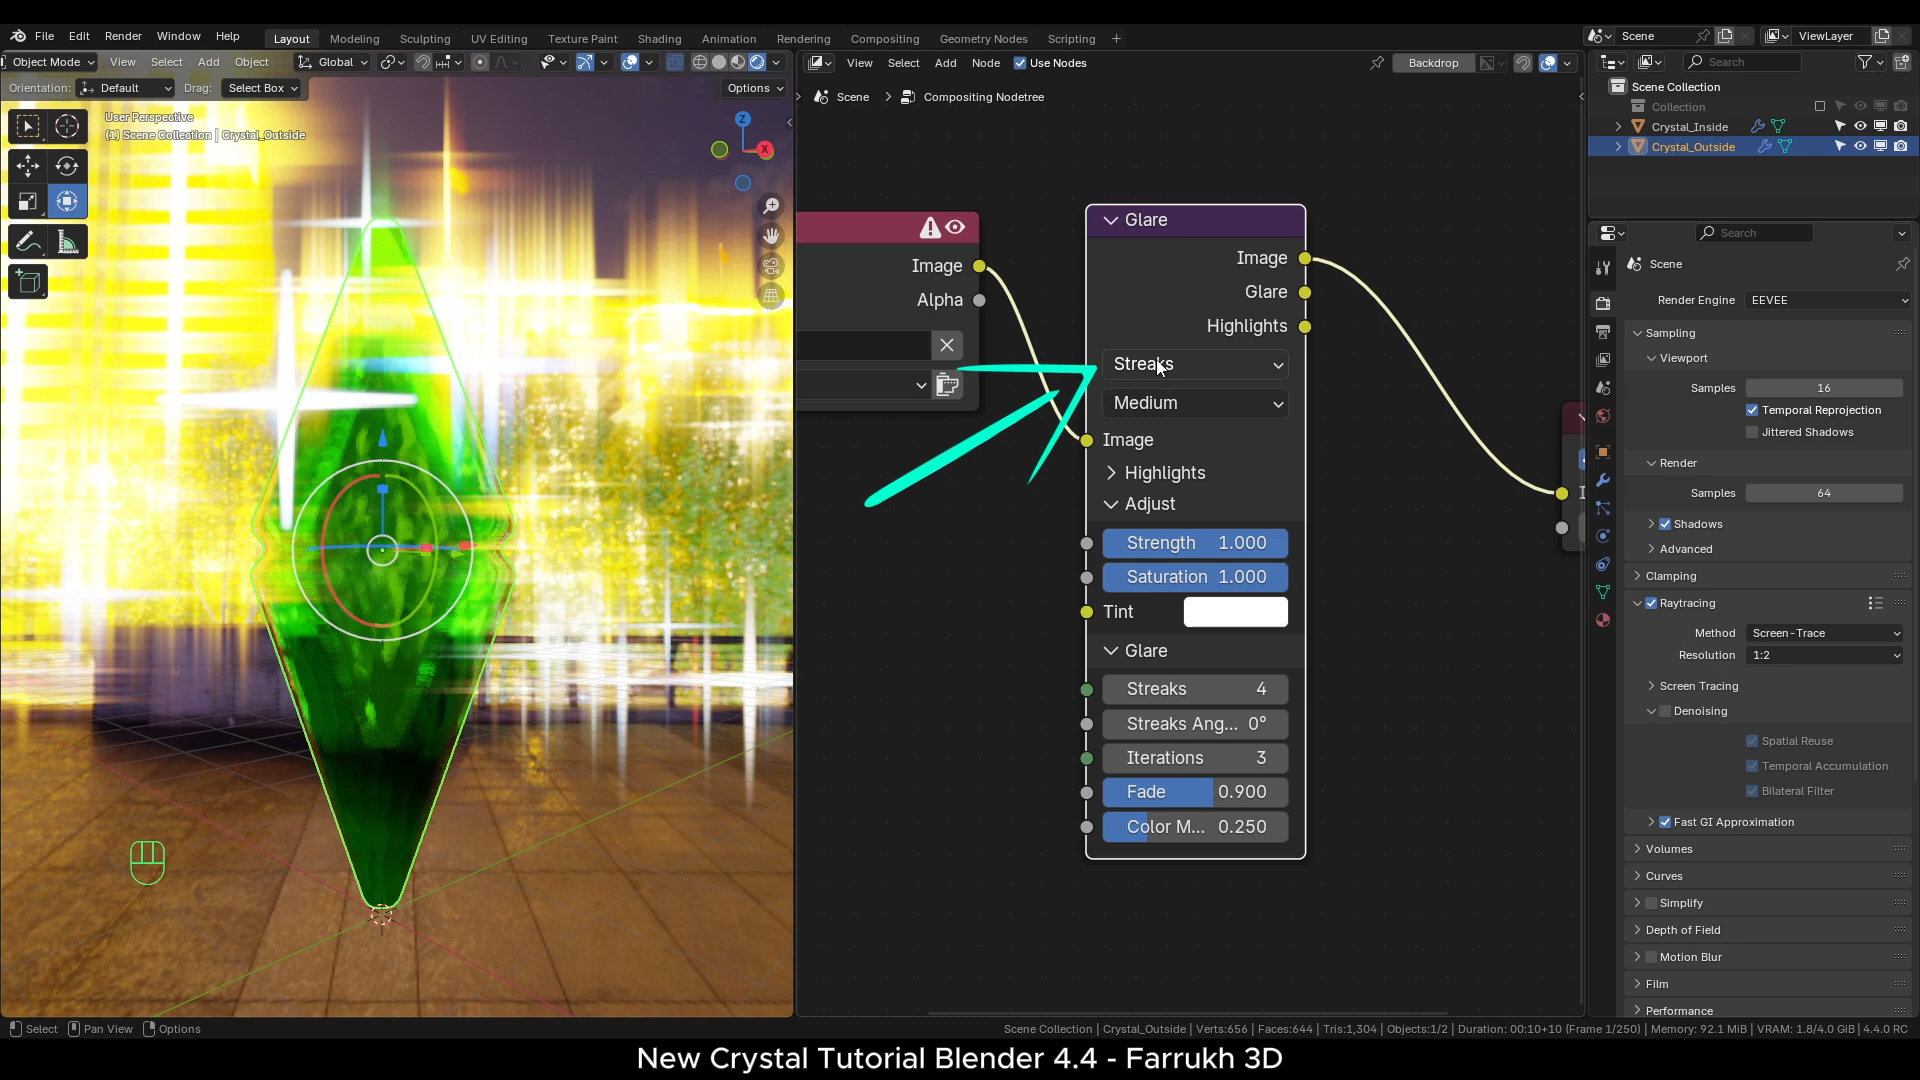 File Edit Render Window Help Layout Modeling Sculpting UV Editing Texture Paint Shading Animation Rendering Compositing Geometry Nodes Scripting + Scene ViewLayer
Object Mode View Select Add Object Global View Select Add Node Use Nodes Backdrop Search
Orientation: Default Drag: Select Box Options
Scene > Compositing Nodetree
User Perspective
(1) Scene Collection | Crystal_Outside
Z
X
Image
Alpha
Glare
Image
Glare
Highlights
Streaks
Medium
Image
Highlights
Adjust
Strength 1.000
Saturation 1.000
Tint
Glare
Streaks 4
Streaks Ang... 0°
Iterations 3
Fade 0.900
Color M... 0.250
Scene Collection
Collection
Crystal_Inside
Crystal_Outside
Search
Scene
Render Engine EEVEE
Sampling
Viewport
Samples 16
Temporal Reprojection
Jittered Shadows
Render
Samples 64
Shadows
Advanced
Clamping
Raytracing
Method Screen-Trace
Resolution 1:2
Screen Tracing
Denoising
Spatial Reuse
Temporal Accumulation
Bilateral Filter
Fast GI Approximation
Volumes
Curves
Simplify
Depth of Field
Motion Blur
Film
Performance
Select Pan View Options
Scene Collection | Crystal_Outside | Verts:656 | Faces:644 | Tris:1,304 | Objects:1/2 | Duration: 00:10+10 (Frame 1/250) | Memory: 92.1 MiB | VRAM: 1.8/4.0 GiB | 4.4.0 RC
New Crystal Tutorial Blender 4.4 - Farrukh 3D